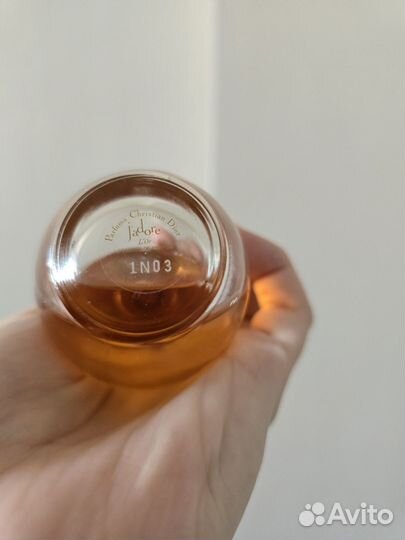 Parfums Christian Dior
J'adore
L'Or
1N03
Avito